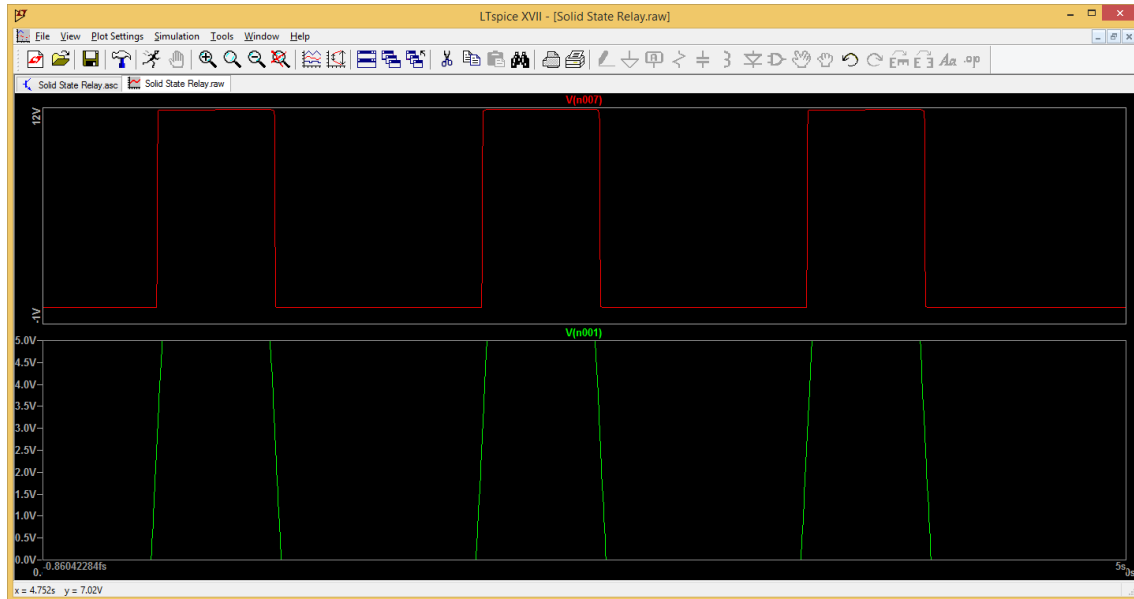 LTspice XVII - [Solid State Relay.raw]
File View Plot Settings Simulation Tools Window Help
Solid State Relay.asc Solid State Relay.raw
V(n007)
12V
-1V
V(n001)
5.0V
4.5V
4.0V
3.5V
3.0V
2.5V
2.0V
1.5V
1.0V
0.5V
0.0V
-0.86042284fs 5s
0. 0s
x = 4.752s y = 7.02V